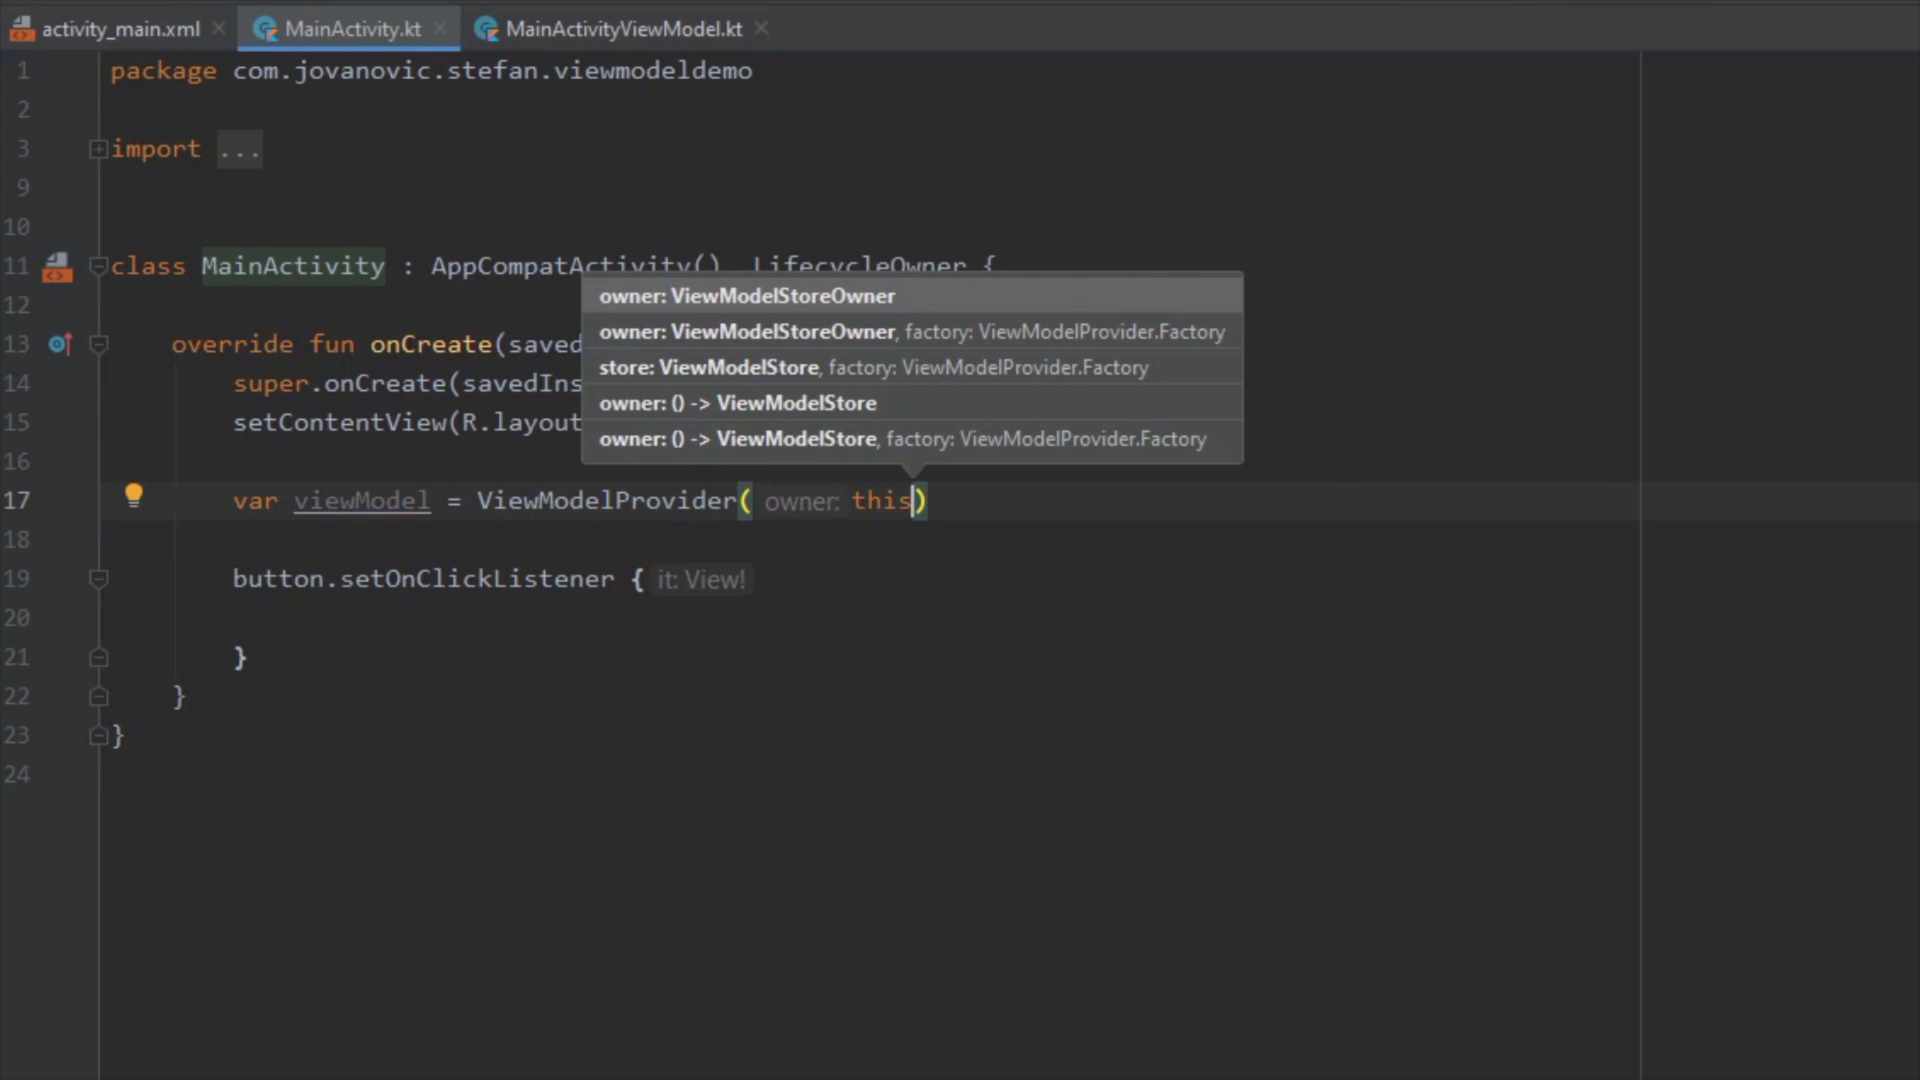 activity_main.xml MainActivity.kt MainActivityViewModel.kt
1 package com.jovanovic.stefan.viewmodeldemo
2
3 import ...
9
10
11 class MainActivity : AppCompatActivity(), LifecycleOwner {
owner: ViewModelStoreOwner
12
owner: ViewModelStoreOwner, factory: ViewModelProvider.Factory
13 override fun onCreate(saved
store: ViewModelStore, factory: ViewModelProvider.Factory
14 super.onCreate(savedIns
owner: () -> ViewModelStore
15 setContentView(R.layout
owner: () -> ViewModelStore, factory: ViewModelProvider.Factory
16
17 var viewModel = ViewModelProvider( owner: this)
18
19 button.setOnClickListener { it: View!
20
21 }
22 }
23 }
24